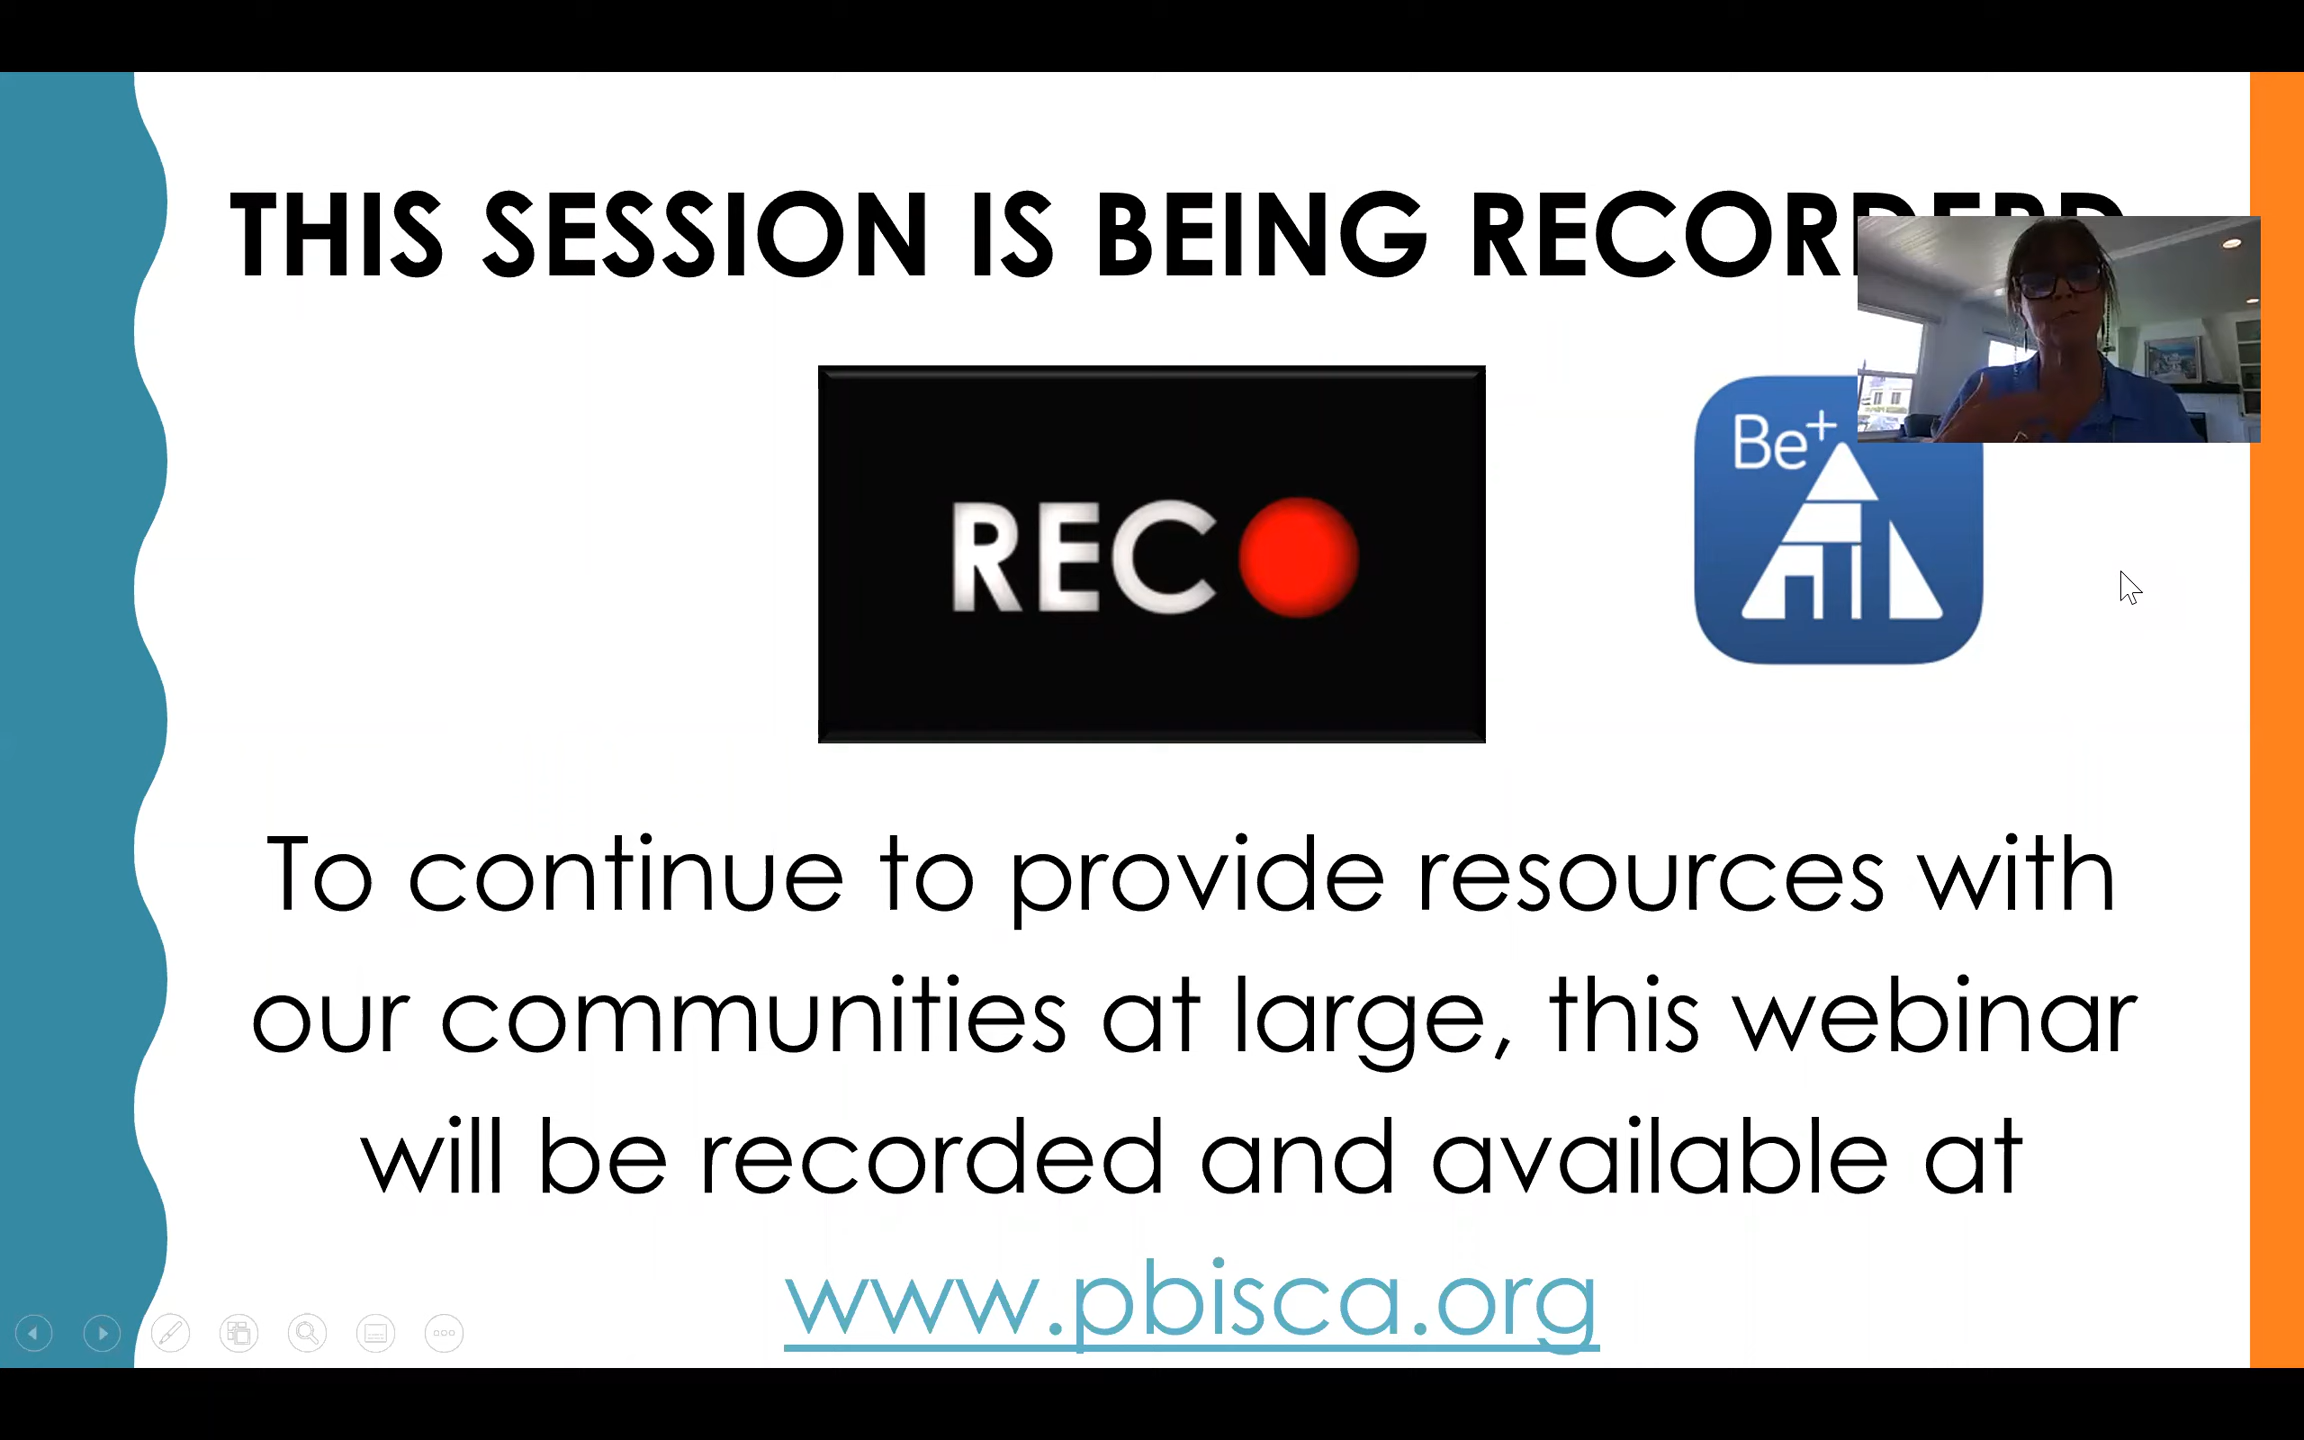 THIS SESSION IS BEING RECORDERD
REC
Be+
To continue to provide resources with
our communities at large, this webinar
will be recorded and available at
www.pbisca.org